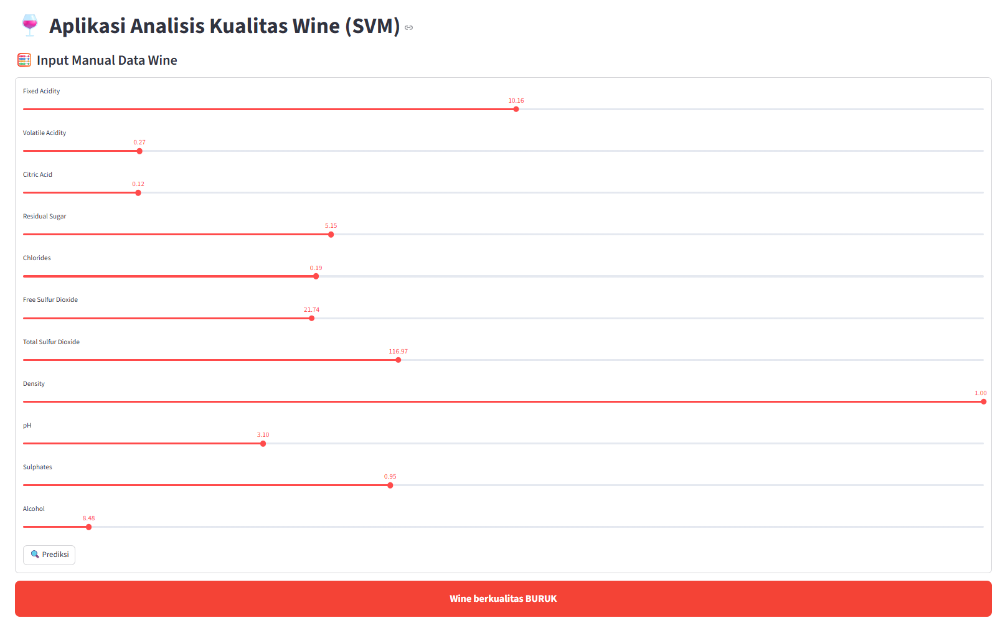 Aplikasi Analisis Kualitas Wine (SVM)
Input Manual Data Wine
Fixed Acidity
10.16
Volatile Acidity
0.27
Citric Acid
0.12
Residual Sugar
5.15
Chlorides
0.19
Free Sulfur Dioxide
21.74
Total Sulfur Dioxide
116.97
Density
1.00
pH
3.10
Sulphates
0.95
Alcohol
8.48
Prediksi
Wine berkualitas BURUK